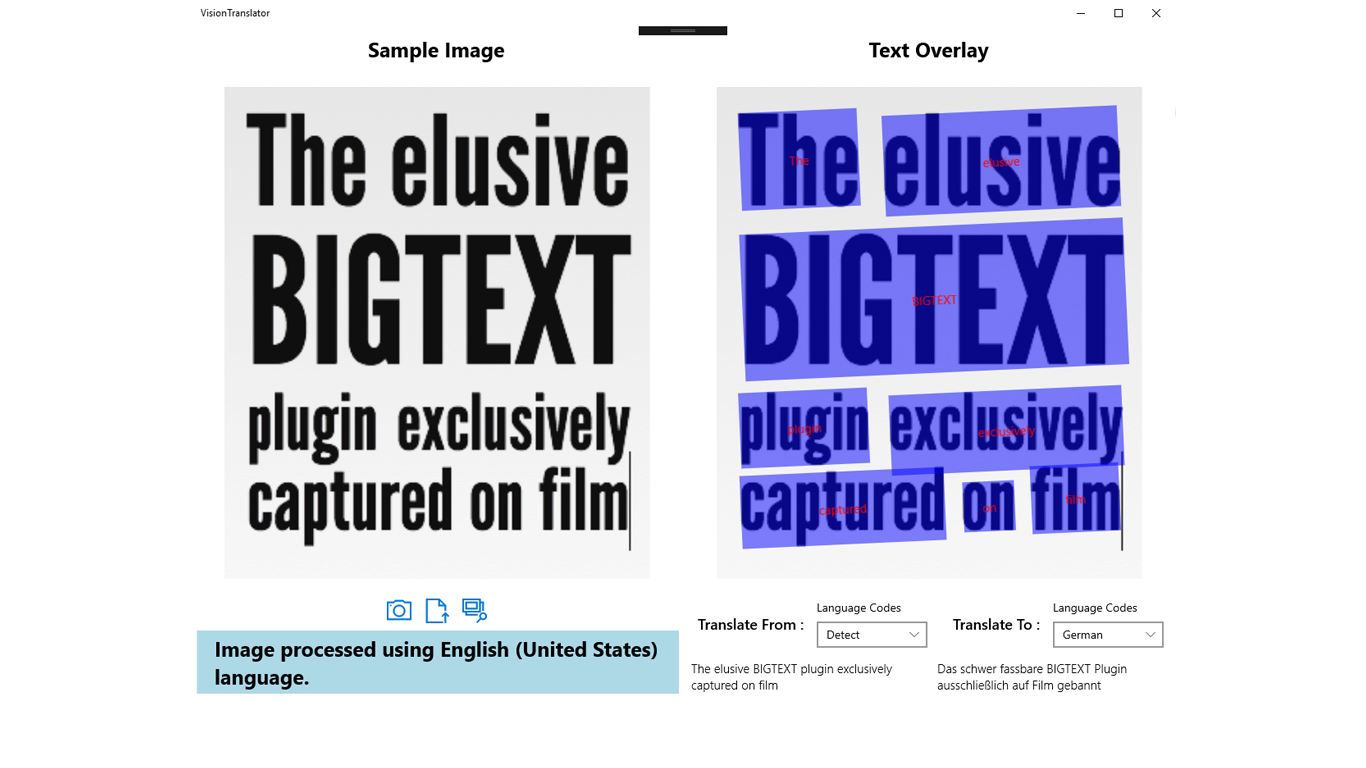 VisionTranslator
Sample Image
The elusive
BIGTEXT
plugin exclusively
captured on film
Image processed using English (United States)
language.
Text Overlay
The elusive
The elusive
BIGTEXT
BIGTEXT
plugin exclusively
plugin exclusively
captured on film
captured on film
Translate From :
Language Codes
Detect
Translate To :
Language Codes
German
The elusive BIGTEXT plugin exclusively
captured on film
Das schwer fassbare BIGTEXT Plugin
ausschließlich auf Film gebannt